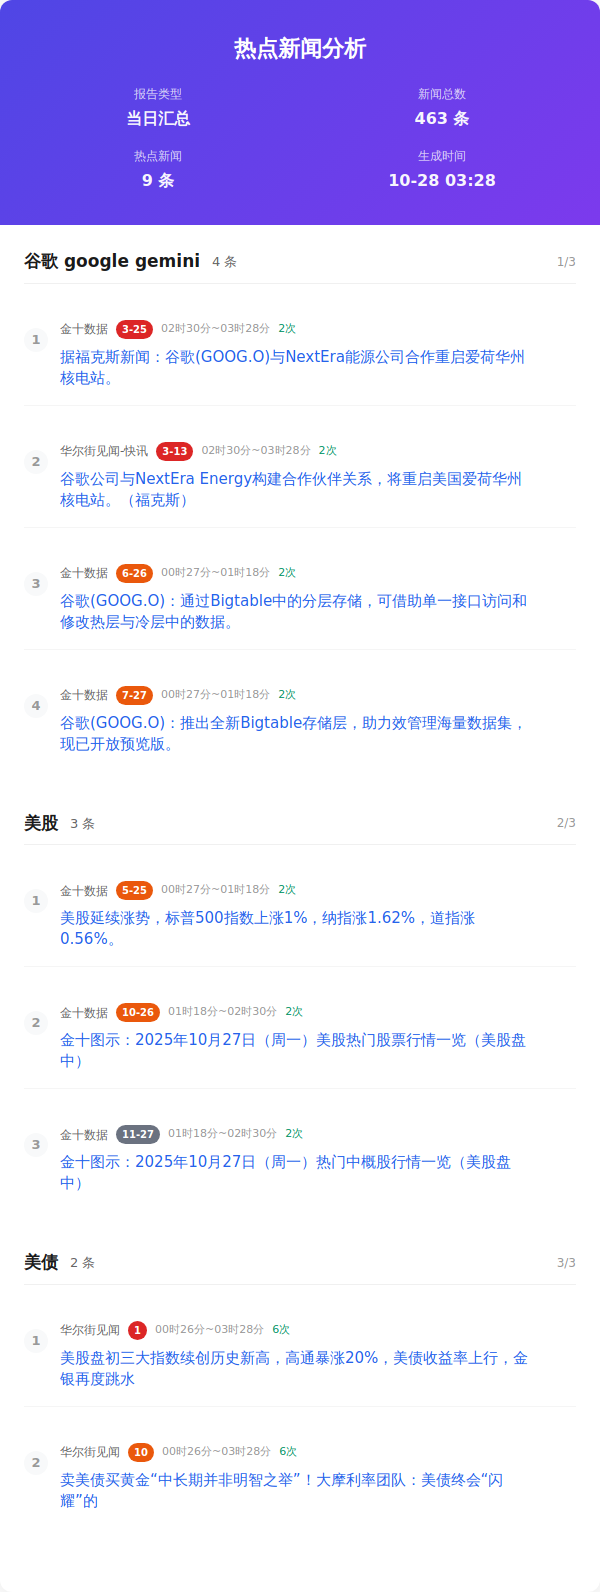 热点新闻分析
报告类型
当日汇总
新闻总数
463 条
热点新闻
9 条
生成时间
10-28 03:28
谷歌 google gemini 4 条 1/3
1
金十数据 3-25 02时30分~03时28分 2次
据福克斯新闻：谷歌(GOOG.O)与NextEra能源公司合作重启爱荷华州
核电站。
2
华尔街见闻-快讯 3-13 02时30分~03时28分 2次
谷歌公司与NextEra Energy构建合作伙伴关系，将重启美国爱荷华州
核电站。（福克斯）
3
金十数据 6-26 00时27分~01时18分 2次
谷歌(GOOG.O)：通过Bigtable中的分层存储，可借助单一接口访问和
修改热层与冷层中的数据。
4
金十数据 7-27 00时27分~01时18分 2次
谷歌(GOOG.O)：推出全新Bigtable存储层，助力效管理海量数据集，
现已开放预览版。
美股 3 条 2/3
1
金十数据 5-25 00时27分~01时18分 2次
美股延续涨势，标普500指数上涨1%，纳指涨1.62%，道指涨
0.56%。
2
金十数据 10-26 01时18分~02时30分 2次
金十图示：2025年10月27日（周一）美股热门股票行情一览（美股盘
中）
3
金十数据 11-27 01时18分~02时30分 2次
金十图示：2025年10月27日（周一）热门中概股行情一览（美股盘
中）
美债 2 条 3/3
1
华尔街见闻 1 00时26分~03时28分 6次
美股盘初三大指数续创历史新高，高通暴涨20%，美债收益率上行，金
银再度跳水
2
华尔街见闻 10 00时26分~03时28分 6次
卖美债买黄金“中长期并非明智之举”！大摩利率团队：美债终会“闪
耀”的